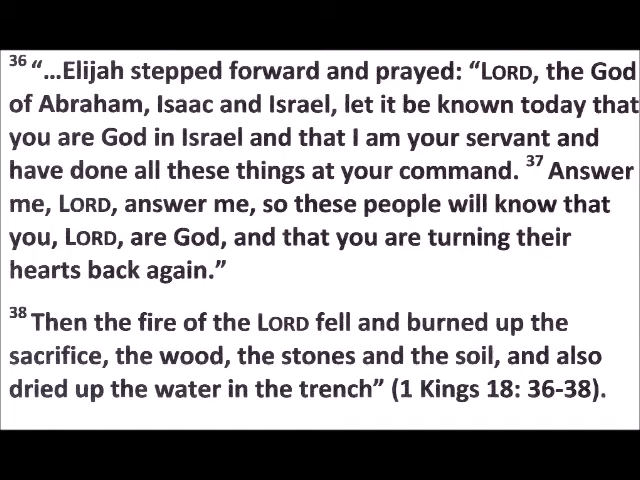 36 “…Elijah stepped forward and prayed: “LORD, the God
of Abraham, Isaac and Israel, let it be known today that
you are God in Israel and that I am your servant and
have done all these things at your command. 37 Answer
me, LORD, answer me, so these people will know that
you, LORD, are God, and that you are turning their
hearts back again.”
38 Then the fire of the LORD fell and burned up the
sacrifice, the wood, the stones and the soil, and also
dried up the water in the trench” (1 Kings 18: 36-38).